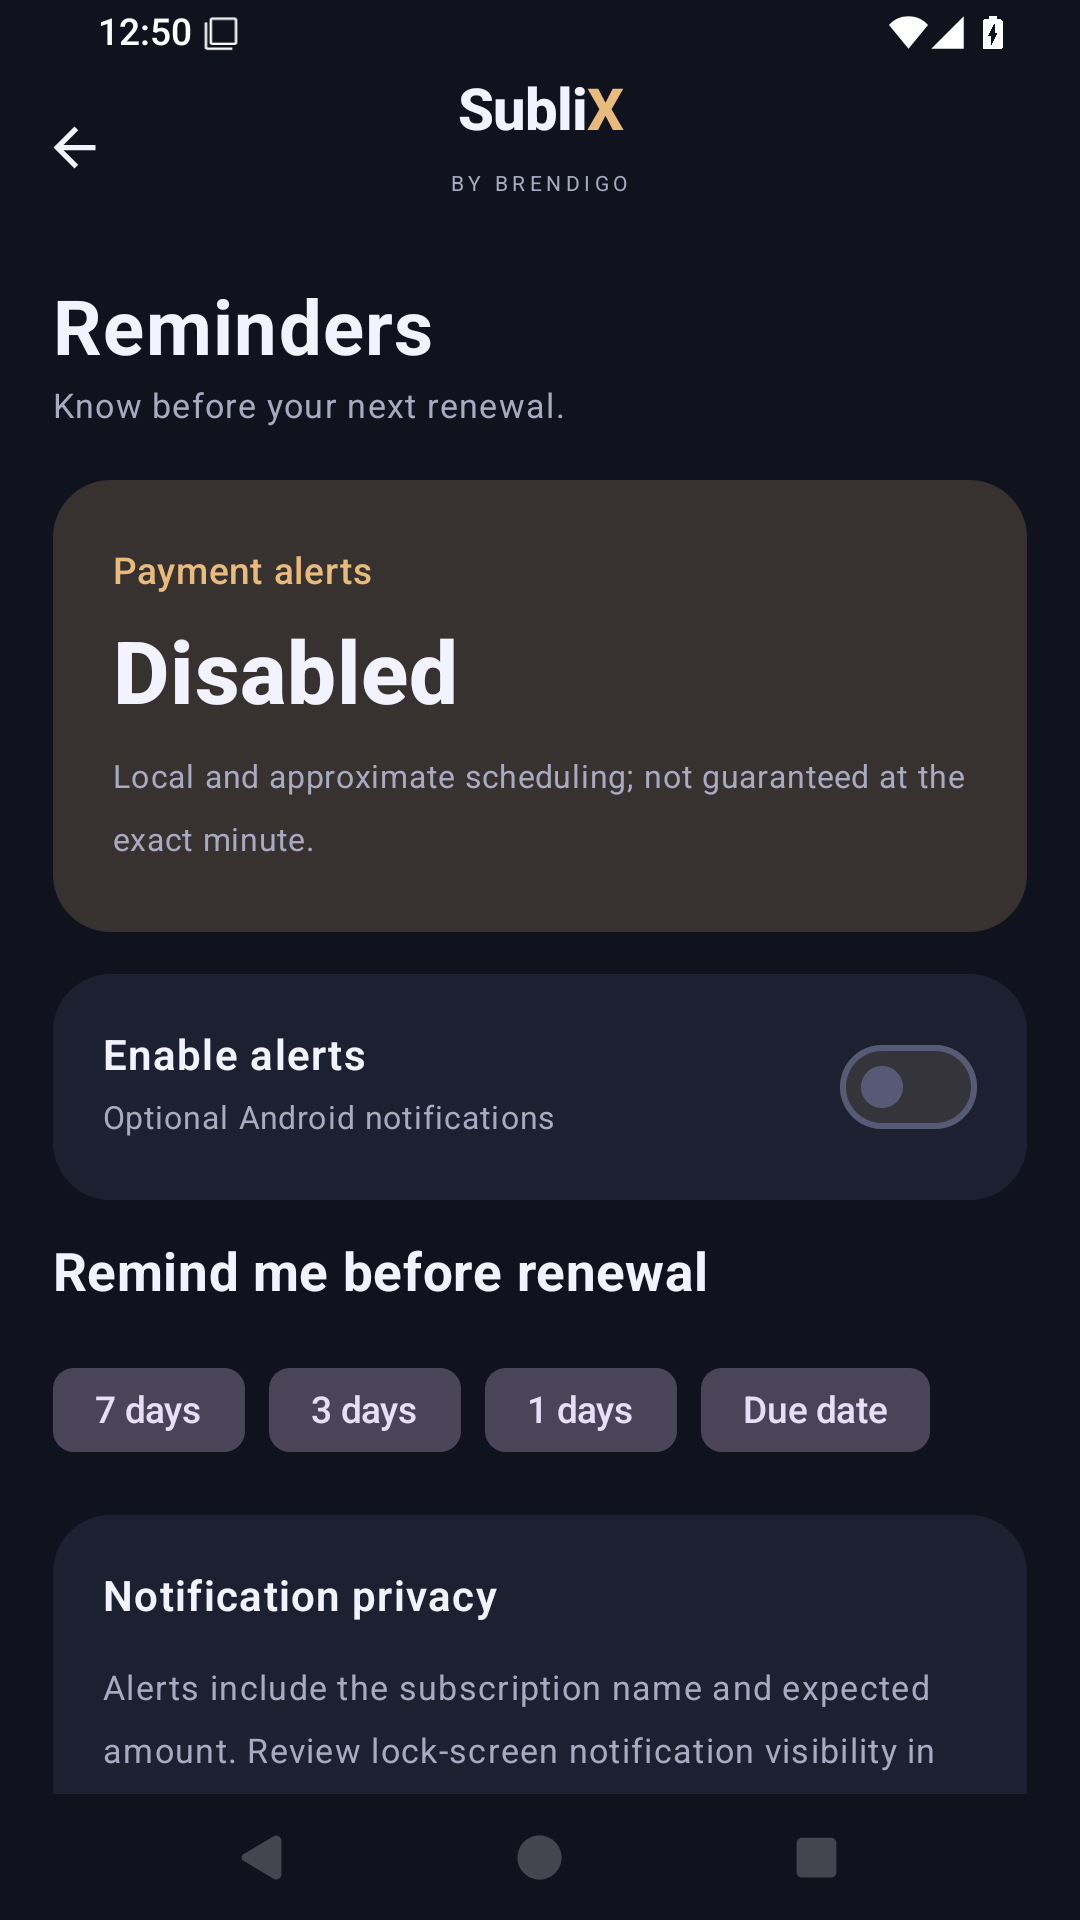 12:50
SubliX
BY BRENDIGO
Reminders
Know before your next renewal.
Payment alerts
Disabled
Local and approximate scheduling; not guaranteed at the
exact minute.
Enable alerts
Optional Android notifications
Remind me before renewal
7 days
3 days
1 days
Due date
Notification privacy
Alerts include the subscription name and expected
amount. Review lock-screen notification visibility in